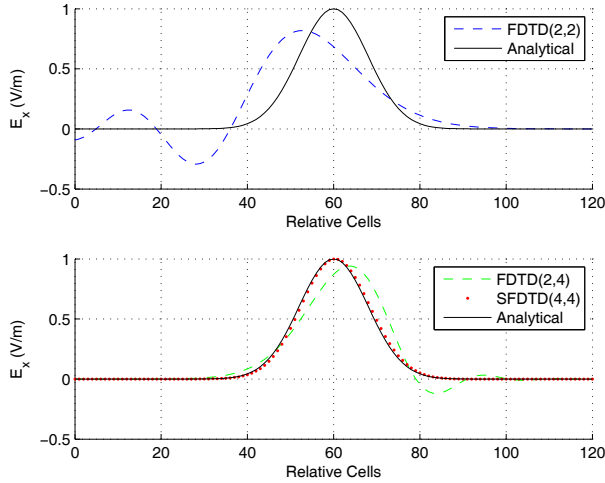 1
0.5
0
−0.5
E_x (V/m)
FDTD(2,2)
Analytical
0 20 40 60 80 100 120
Relative Cells
1
0.5
0
−0.5
E_x (V/m)
FDTD(2,4)
SFDTD(4,4)
Analytical
0 20 40 60 80 100 120
Relative Cells